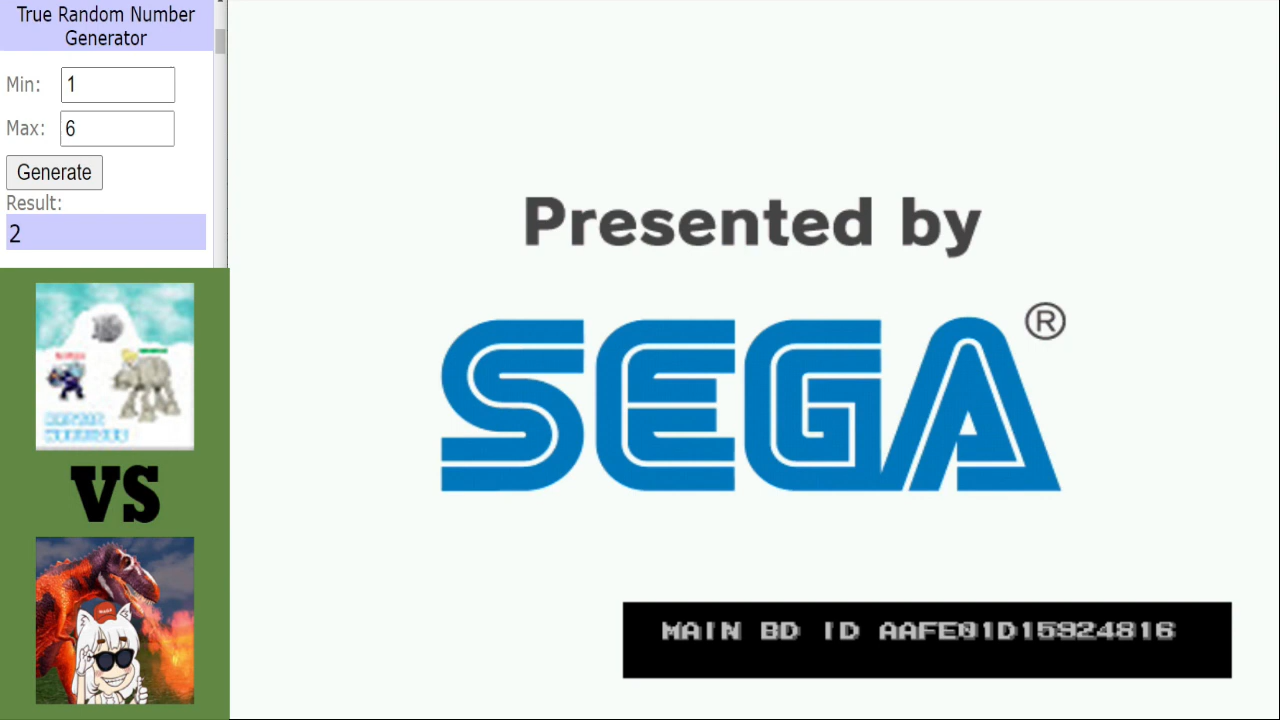 True Random Number
Generator
Min: 1
Max: 6
Generate
Result:
2
VS
Presented by
SEGA®
MAIN BD ID AAFE01D15924816